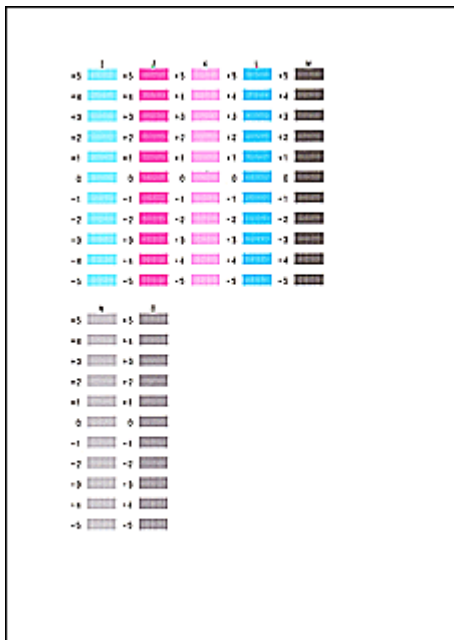 +5 +5 +5 +5 +5
+4 +4 +4 +4 +4
+3 +3 +3 +3 +3
+2 +2 +2 +2 +2
+1 +1 +1 +1 +1
0 0 0 0 0
-1 -1 -1 -1 -1
-2 -2 -2 -2 -2
-3 -3 -3 -3 -3
-4 -4 -4 -4 -4
-5 -5 -5 -5 -5
+5 +5
+4 +4
+3 +3
+2 +2
+1 +1
0 0
-1 -1
-2 -2
-3 -3
-4 -4
-5 -5